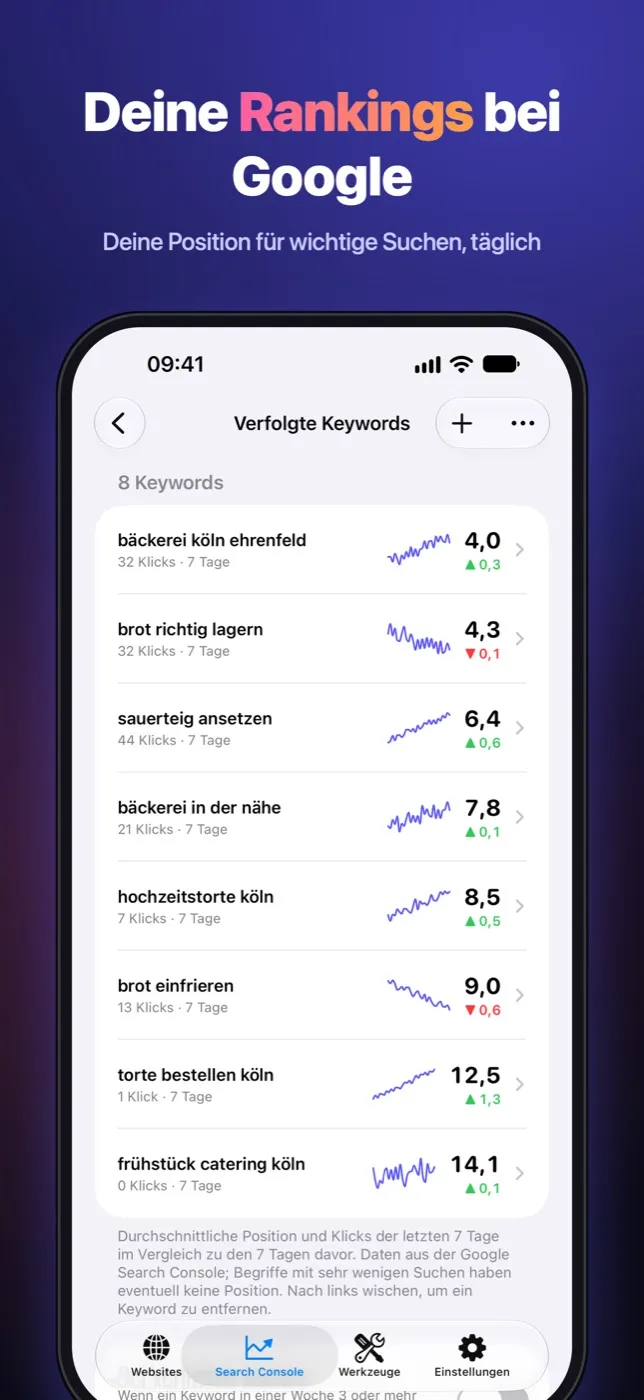 Deine Rankings bei
Google
Deine Position für wichtige Suchen, täglich
09:41
Verfolgte Keywords
8 Keywords
bäckerei köln ehrenfeld
32 Klicks · 7 Tage
4,0
▲ 0,3
brot richtig lagern
32 Klicks · 7 Tage
4,3
▼ 0,1
sauerteig ansetzen
44 Klicks · 7 Tage
6,4
▲ 0,6
bäckerei in der nähe
21 Klicks · 7 Tage
7,8
▲ 0,1
hochzeitstorte köln
7 Klicks · 7 Tage
8,5
▲ 0,5
brot einfrieren
13 Klicks · 7 Tage
9,0
▼ 0,6
torte bestellen köln
1 Klick · 7 Tage
12,5
▲ 1,3
frühstück catering köln
0 Klicks · 7 Tage
14,1
▲ 0,1
Durchschnittliche Position und Klicks der letzten 7 Tage
im Vergleich zu den 7 Tagen davor. Daten aus der Google
Search Console; Begriffe mit sehr wenigen Suchen haben
eventuell keine Position. Nach links wischen, um ein
Keyword zu entfernen.
Websites
Search Console
Werkzeuge
Einstellungen
Wenn ein Keyword in einer Woche 3 oder mehr